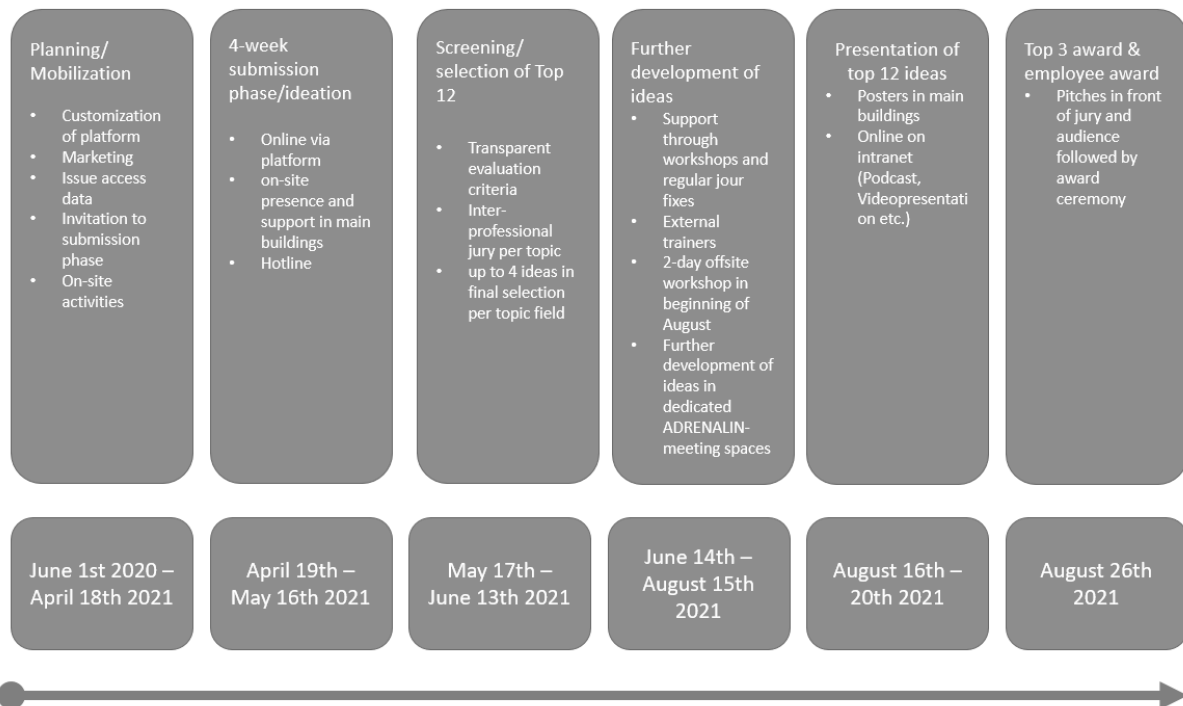 Planning/
Mobilization
• Customization
of platform
• Marketing
• Issue access
data
• Invitation to
submission
phase
• On-site
activities
4-week
submission
phase/ideation
• Online via
platform
• on-site
presence and
support in main
buildings
• Hotline
Screening/
selection of Top
12
• Transparent
evaluation
criteria
• Inter-
professional
jury per topic
• up to 4 ideas in
final selection
per topic field
Further
development of
ideas
• Support
through
workshops and
regular jour
fixes
• External
trainers
• 2-day offsite
workshop in
beginning of
August
• Further
development of
ideas in
dedicated
ADRENALIN-
meeting spaces
Presentation of
top 12 ideas
• Posters in main
buildings
• Online on
intranet
(Podcast,
Videopresentati
on etc.)
Top 3 award &
employee award
• Pitches in front
of jury and
audience
followed by
award
ceremony
June 1st 2020 –
April 18th 2021
April 19th –
May 16th 2021
May 17th –
June 13th 2021
June 14th –
August 15th
2021
August 16th –
20th 2021
August 26th
2021